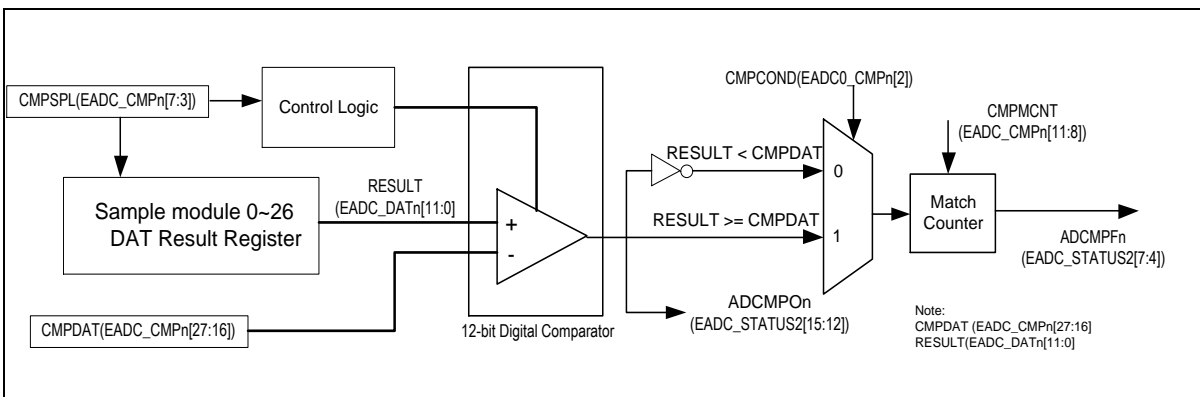 CMPSPL(EADC_CMPn[7:3])
Control Logic
Sample module 0~26
DAT Result Register
RESULT
(EADC_DATn[11:0]
CMPDAT(EADC_CMPn[27:16])
+
-
12-bit Digital Comparator
CMPCOND(EADC0_CMPn[2])
RESULT < CMPDAT
0
RESULT >= CMPDAT
1
ADCMPOn
(EADC_STATUS2[15:12])
CMPMCNT
(EADC_CMPn[11:8])
Match
Counter
ADCMPFn
(EADC_STATUS2[7:4])
Note:
CMPDAT (EADC_CMPn[27:16]
RESULT(EADC_DATn[11:0]